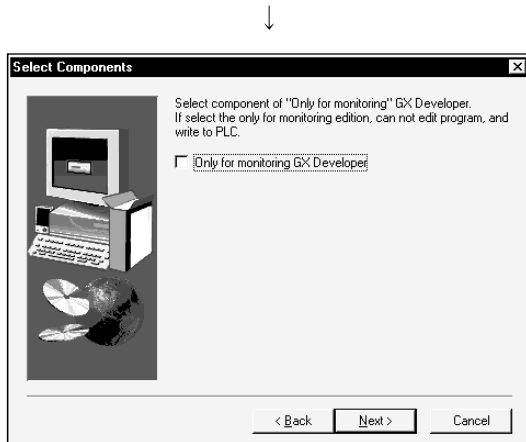 ↓
Select Components
Select component of "Only for monitoring" GX Developer.
If select the only for monitoring edition, can not edit program, and
write to PLC.
Only for monitoring GX Developer
< Back Next > Cancel